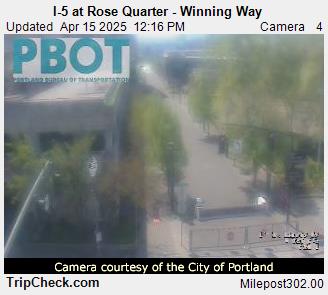 I-5 at Rose Quarter - Winning Way
Updated Apr 15 2025 12:16 PM Camera 4
PBOT
PORTLAND BUREAU OF TRANSPORTATION
Camera courtesy of the City of Portland
TripCheck.com Milepost302.00